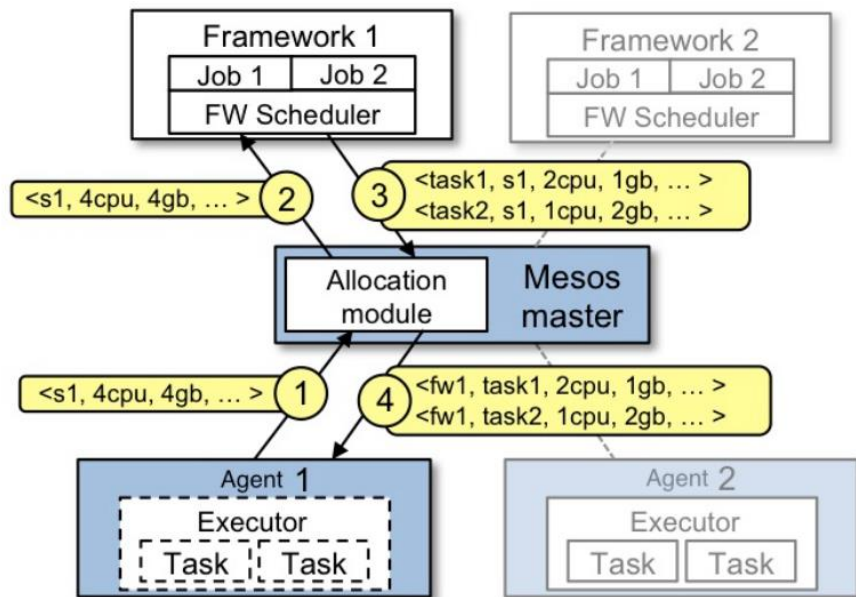 Framework 1
Job 1 Job 2
FW Scheduler
Framework 2
Job 1 Job 2
FW Scheduler
<s1, 4cpu, 4gb, … >
2
3
<task1, s1, 2cpu, 1gb, … >
<task2, s1, 1cpu, 2gb, … >
Allocation
module
Mesos
master
<s1, 4cpu, 4gb, … >
1
4
<fw1, task1, 2cpu, 1gb, … >
<fw1, task2, 1cpu, 2gb, … >
Agent 1
Executor
Task Task
Agent 2
Executor
Task Task